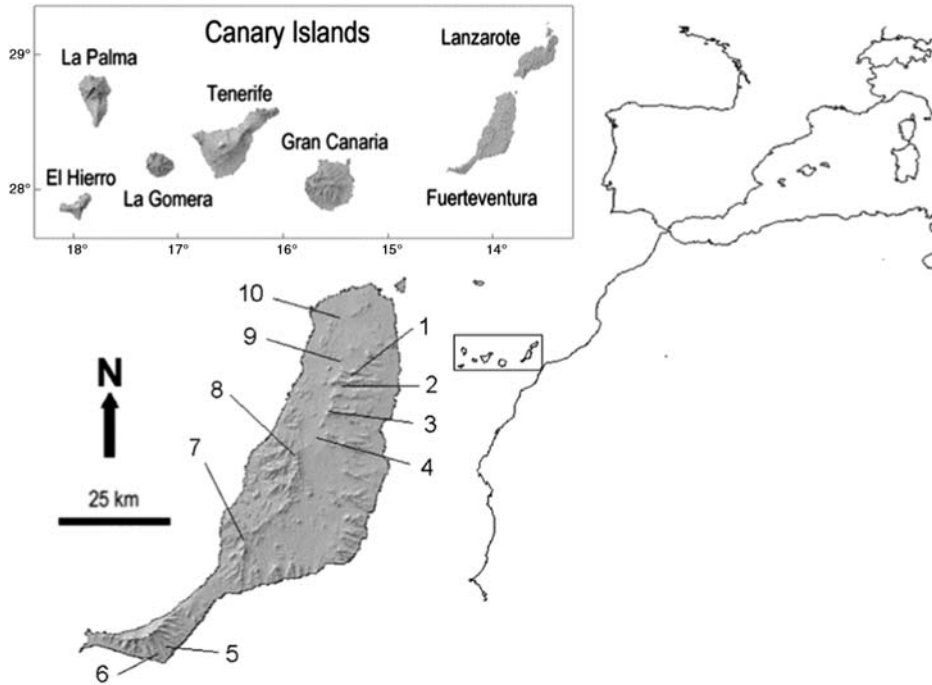 Canary Islands
29°
28°
La Palma
Lanzarote
Tenerife
Gran Canaria
El Hierro
La Gomera
Fuerteventura
18°
17°
16°
15°
14°
10
1
9
2
8
3
7
4
N
25 km
5
6